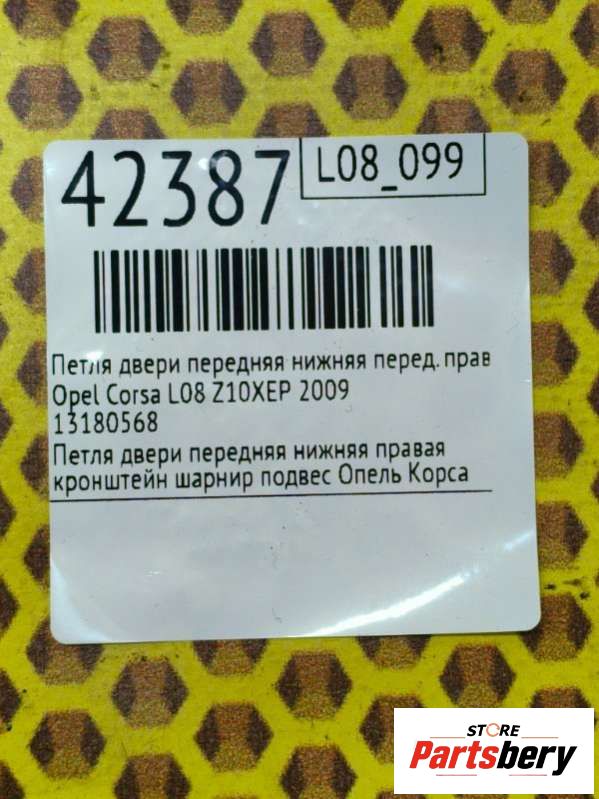 42387
L08_099
Петля двери передняя нижняя перед. прав
Opel Corsa L08 Z10XEP 2009
13180568
Петля двери передняя нижняя правая
кронштейн шарнир подвес Опель Корса
STORE
Partsbery